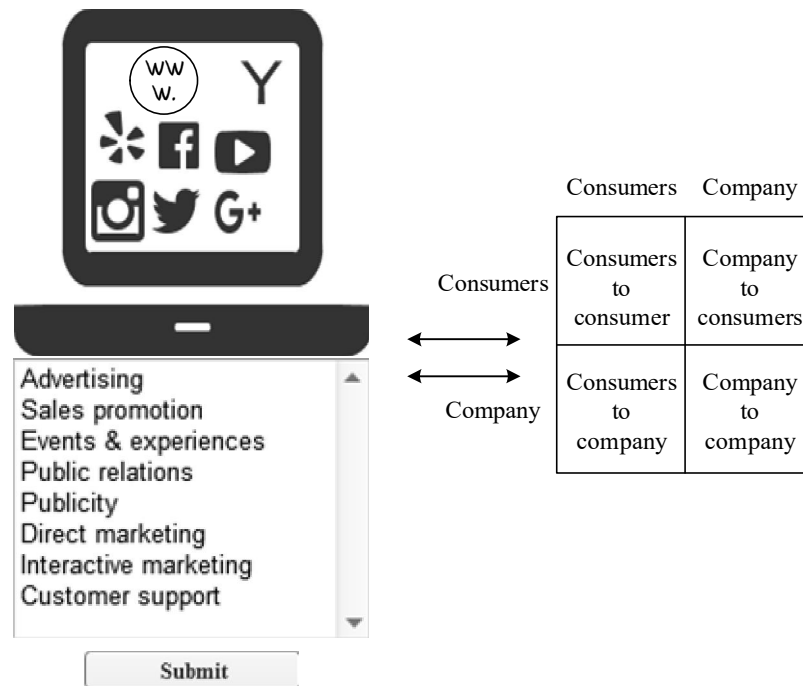 WW
W.
Y
f
G+
Advertising
Sales promotion
Events & experiences
Public relations
Publicity
Direct marketing
Interactive marketing
Customer support
Submit
Consumers Company
Consumers
Consumers
to
consumer
Company
to
consumers
Company
Consumers
to
company
Company
to
company